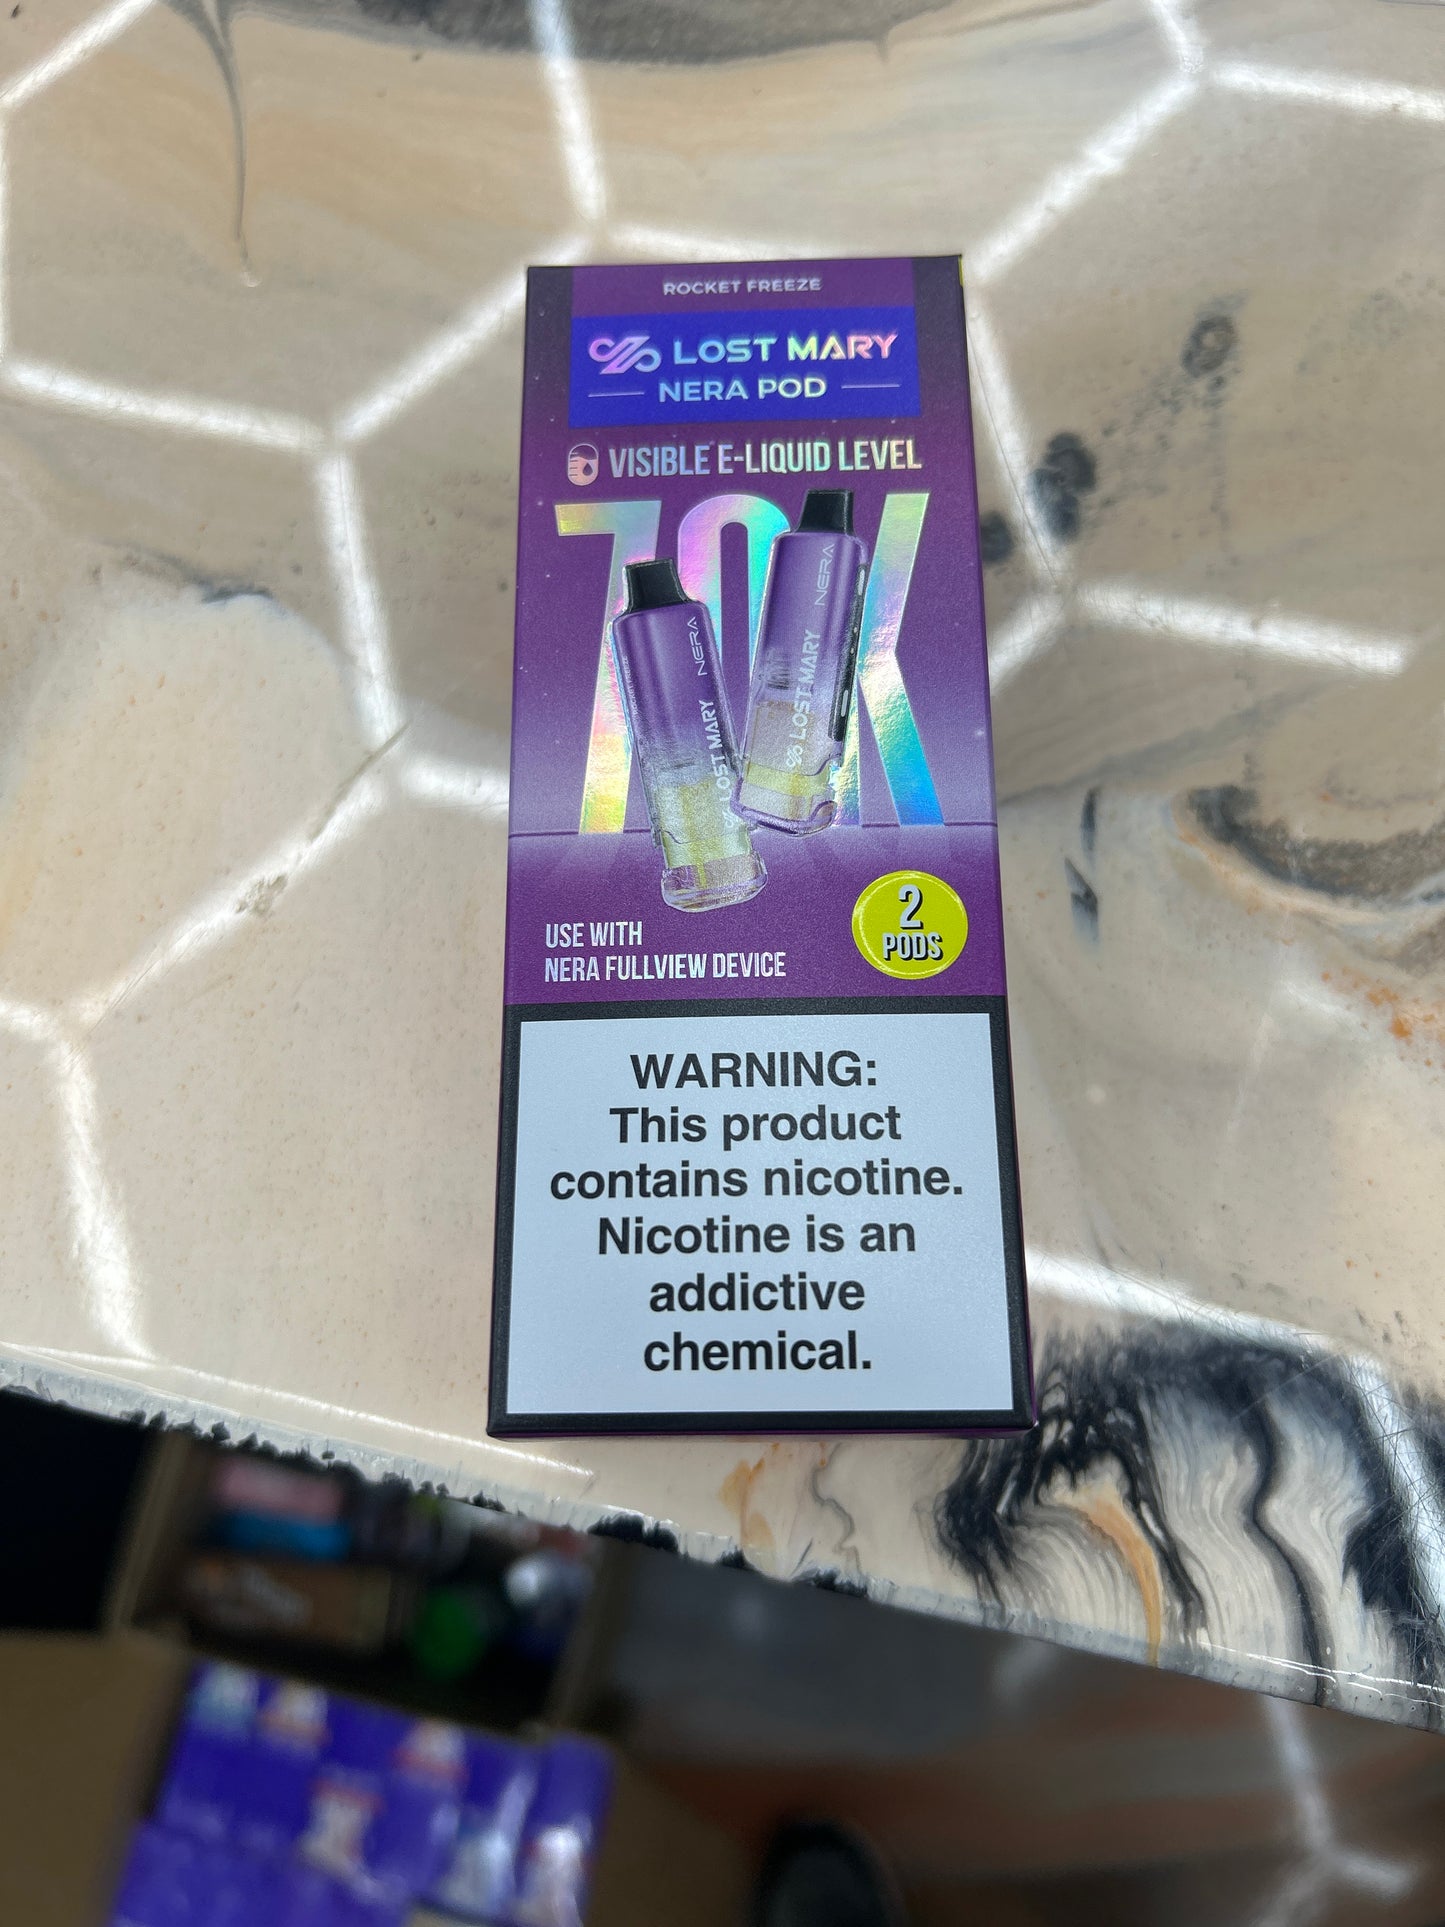 ROCKET FREEZE
LOST MARY
NERA POD
VISIBLE E-LIQUID LEVEL
70K
NERA
LOST MARY
NERA
LOST MARY
USE WITH
NERA FULLVIEW DEVICE
2
PODS
WARNING:
This product
contains nicotine.
Nicotine is an
addictive
chemical.